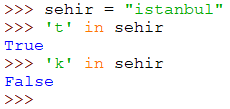 >>> sehir = "istanbul"
>>> 't' in sehir
True
>>> 'k' in sehir
False
>>>